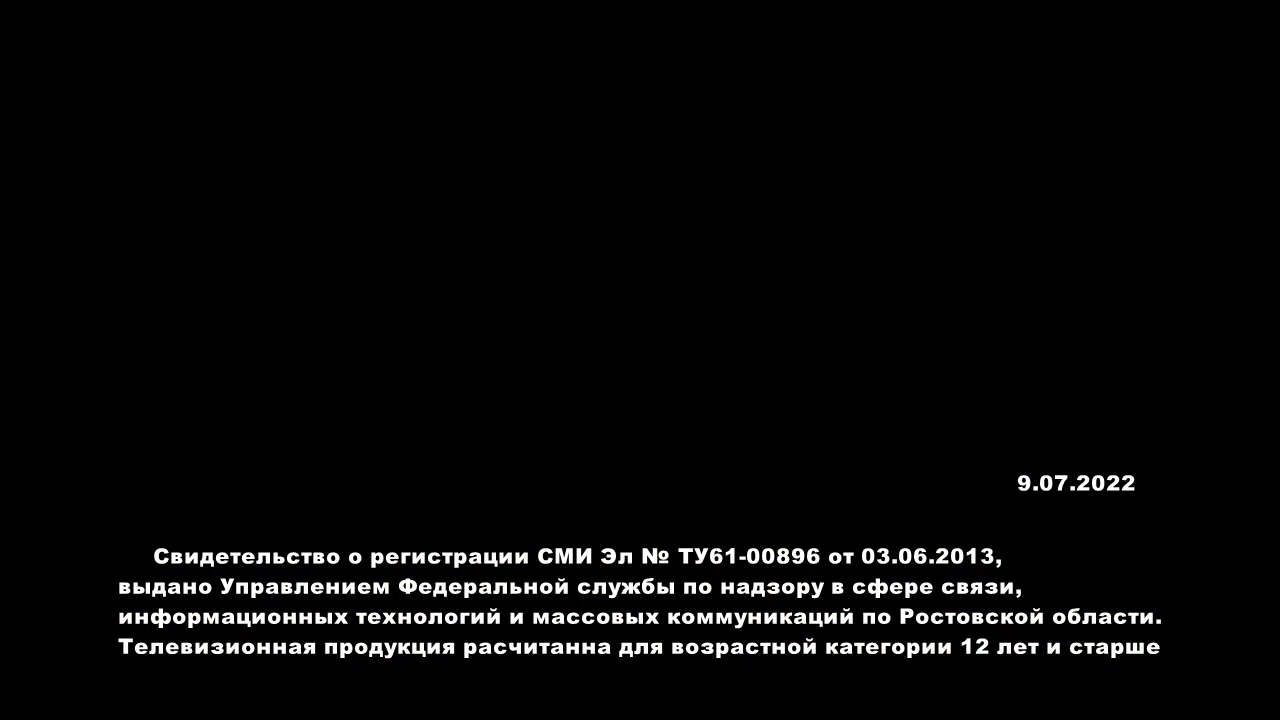 9.07.2022
Свидетельство о регистрации СМИ Эл № ТУ61-00896 от 03.06.2013,
выдано Управлением Федеральной службы по надзору в сфере связи,
информационных технологий и массовых коммуникаций по Ростовской области.
Телевизионная продукция расчитанна для возрастной категории 12 лет и старше